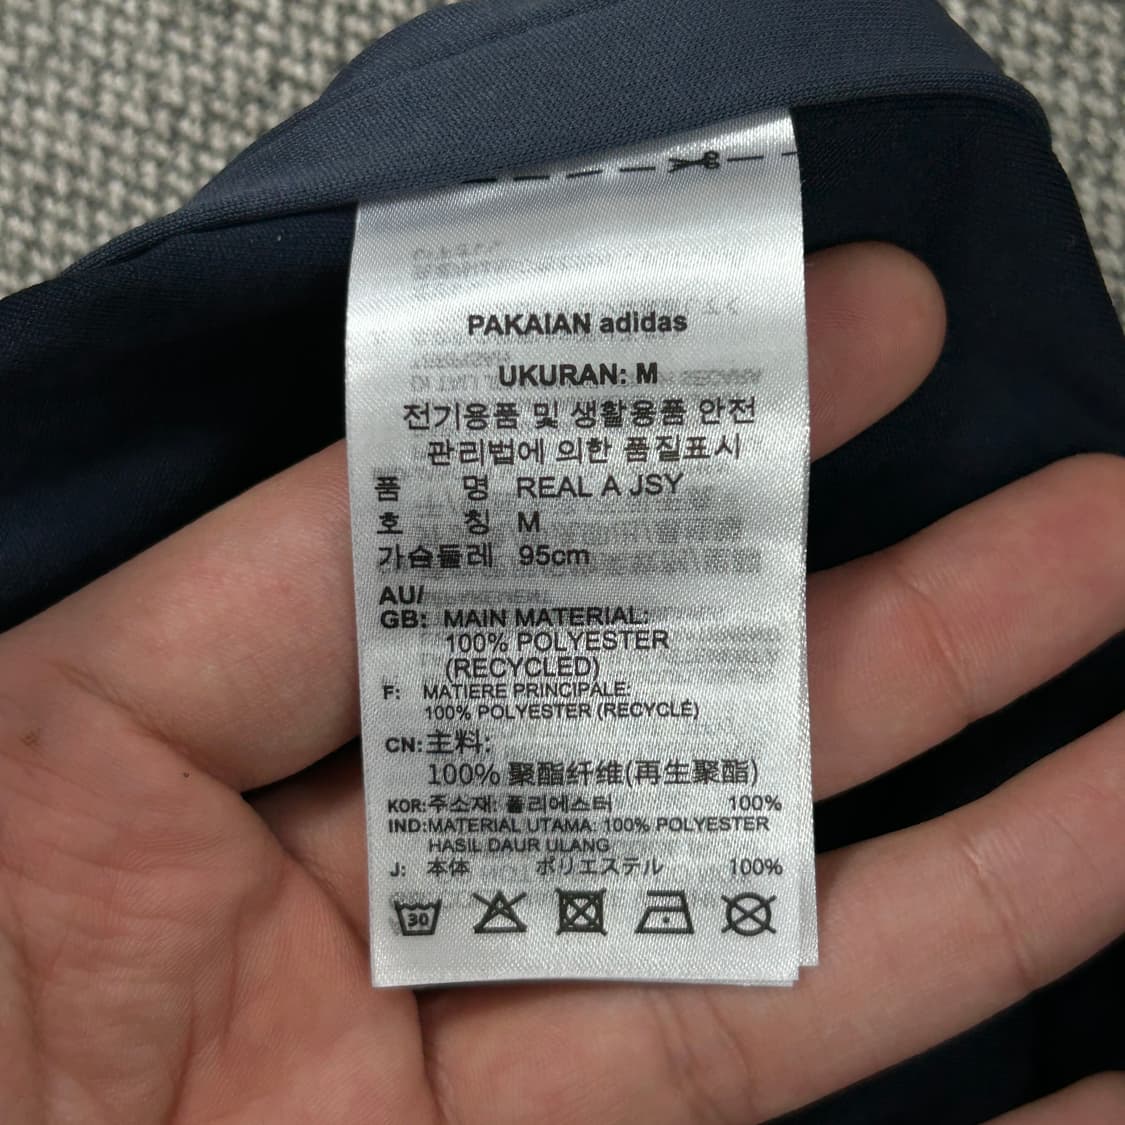 PAKAIAN adidas
UKURAN: M
전기용품 및 생활용품 안전
관리법에 의한 품질표시
품 명 REAL A JSY
호 칭 M
가슴둘레 95cm
AU/
GB: MAIN MATERIAL:
100% POLYESTER
(RECYCLED)
F: MATIERE PRINCIPALE:
100% POLYESTER (RECYCLÉ)
CN: 主料:
100% 聚酯纤维(再生聚酯)
KOR: 주소재: 폴리에스터 100%
IND: MATERIAL UTAMA: 100% POLYESTER
HASIL DAUR ULANG
J: 本体 ポリエステル 100%
30